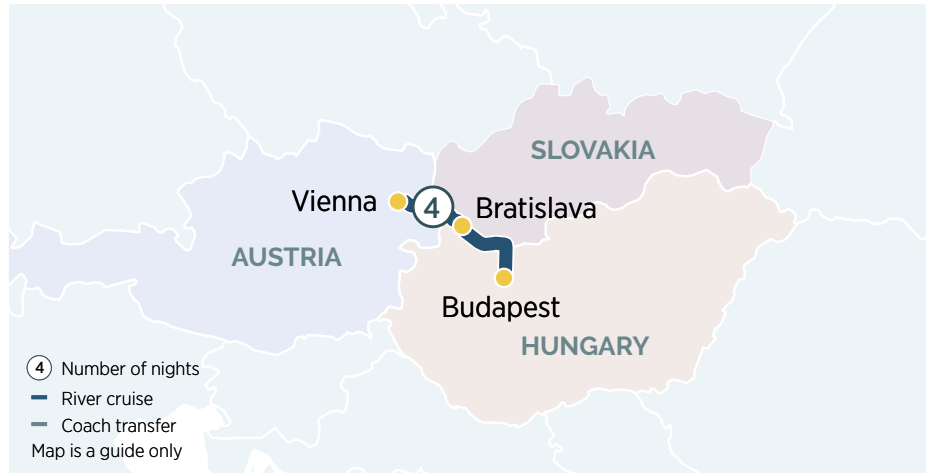 SLOVAKIA
Vienna
4
Bratislava
AUSTRIA
Budapest
HUNGARY
4 Number of nights
River cruise
Coach transfer
Map is a guide only